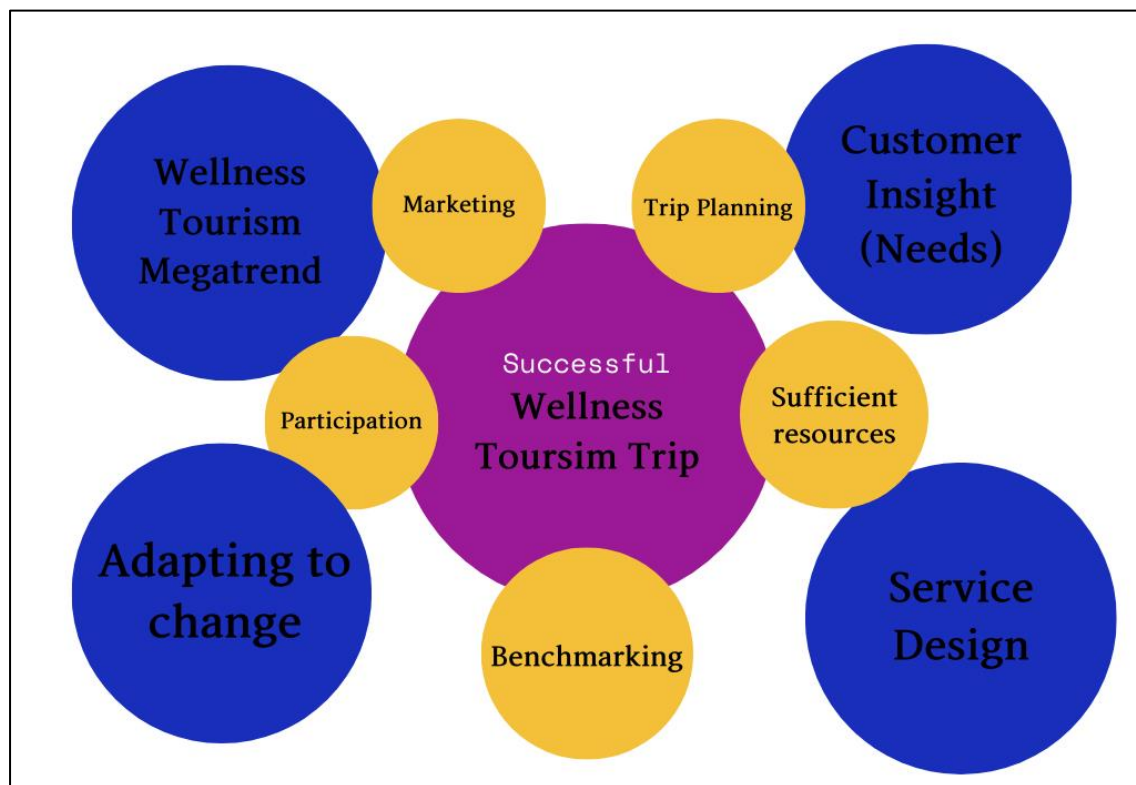 Wellness
Tourism
Megatrend
Marketing
Trip Planning
Customer
Insight
(Needs)
Successful
Wellness
Toursim Trip
Participation
Sufficient
resources
Adapting to
change
Benchmarking
Service
Design